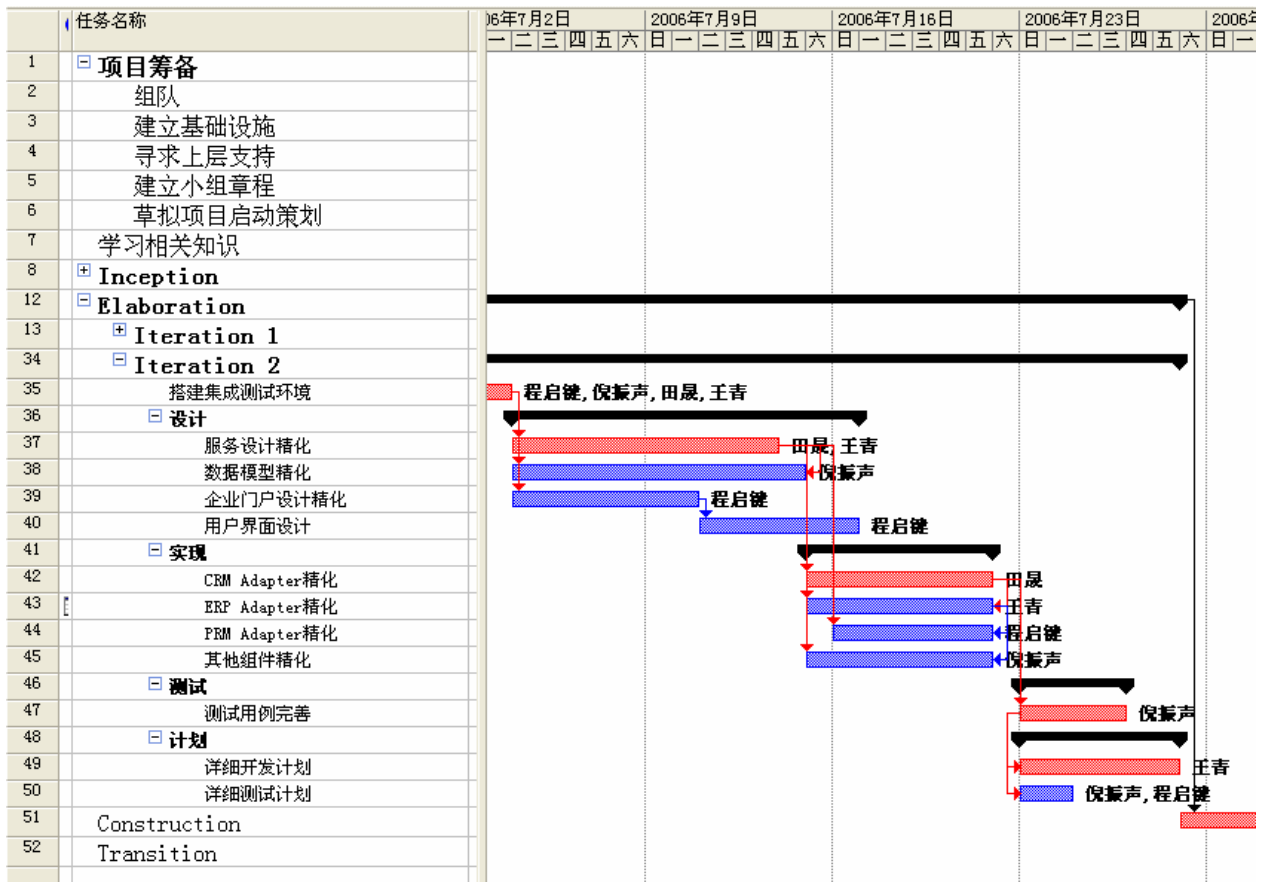 任务名称
06年7月2日 2006年7月9日 2006年7月16日 2006年7月23日 2006
一 二 三 四 五 六 日 一 二 三 四 五 六 日 一 二 三 四 五 六 日 一 二 三 四 五 六 日 一
1 项目筹备
2 组队
3 建立基础设施
4 寻求上层支持
5 建立小组章程
6 草拟项目启动策划
7 学习相关知识
8 Inception
12 Elaboration
13 Iteration 1
34 Iteration 2
35 搭建集成测试环境 程启键,倪振声,田晟,王青
36 设计
37 服务设计精化 田晟,王青
38 数据模型精化 倪振声
39 企业门户设计精化 程启键
40 用户界面设计 程启键
41 实现
42 CRM Adapter精化 田晟
43 ERP Adapter精化 王青
44 PRM Adapter精化 程启键
45 其他组件精化 倪振声
46 测试
47 测试用例完善 倪振声
48 计划
49 详细开发计划 王青
50 详细测试计划 倪振声,程启键
51 Construction
52 Transition